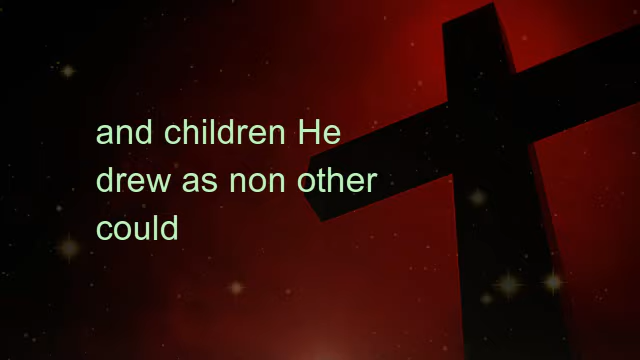 and children He
drew as non other
could